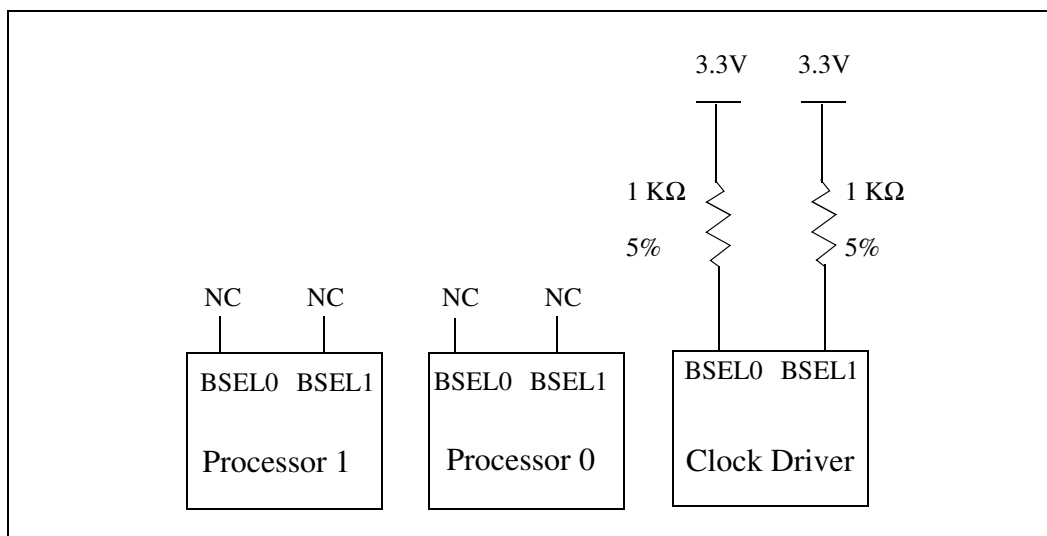 3.3V 3.3V
1 KΩ 1 KΩ
5% 5%
NC NC NC NC
BSEL0 BSEL1 BSEL0 BSEL1 BSEL0 BSEL1
Processor 1 Processor 0 Clock Driver